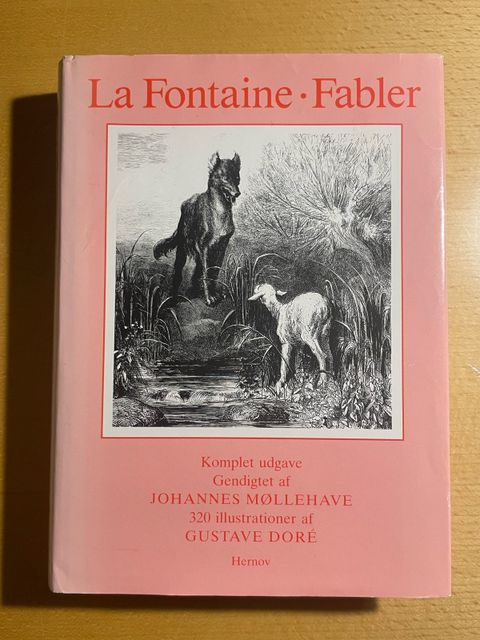 La Fontaine · Fabler
Komplet udgave
Gendigtet af
JOHANNES MØLLEHAVE
320 illustrationer af
GUSTAVE DORÉ
Hernov